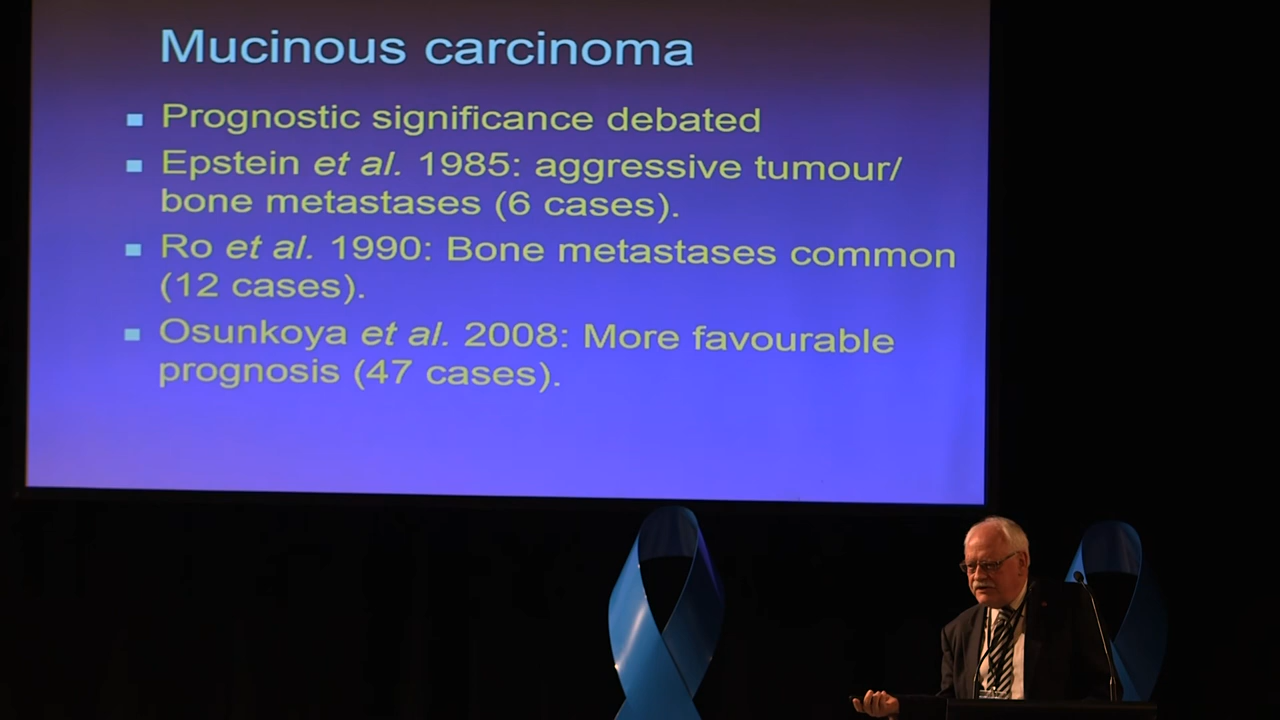 Mucinous carcinoma
Prognostic significance debated
Epstein et al. 1985: aggressive tumour/
bone metastases (6 cases).
Ro et al. 1990: Bone metastases common
(12 cases).
Osunkoya et al. 2008: More favourable
prognosis (47 cases).